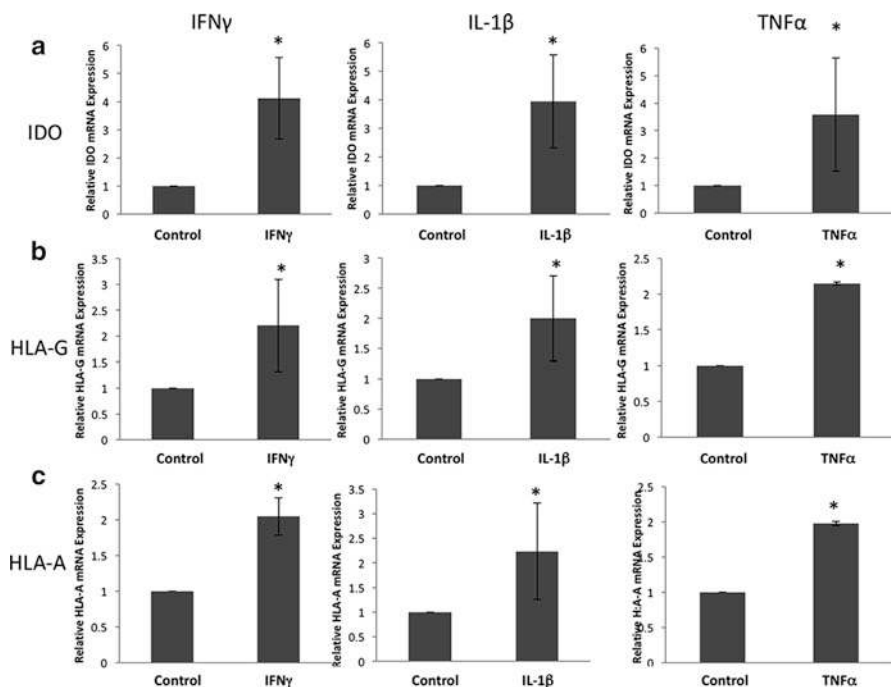 IFNγ
IL-1β
TNFα
a
IDO
Relative IDO mRNA Expression
6
5
4
3
2
1
0
*
Control
IFNγ
Relative IDO mRNA Expression
6
5
4
3
2
1
0
*
Control
IL-1β
Relative IDO mRNA Expression
6
5
4
3
2
1
0
*
Control
TNFα
b
HLA-G
Relative HLA-G mRNA Expression
3.5
3
2.5
2
1.5
1
0.5
0
*
Control
IFNγ
Relative HLA-G mRNA Expression
3
2.5
2
1.5
1
0.5
0
*
Control
IL-1β
Relative HLA-G mRNA Expression
2.5
2
1.5
1
0.5
0
*
Control
TNFα
c
HLA-A
Relative HLA-A mRNA Expression
2.5
2
1.5
1
0.5
0
*
Control
IFNγ
Relative HLA-A mRNA Expression
3.5
3
2.5
2
1.5
1
0.5
0
*
Control
IL-1β
Relative H:A-A mRNA Expression
2.5
2
1.5
1
0.5
0
*
Control
TNFα